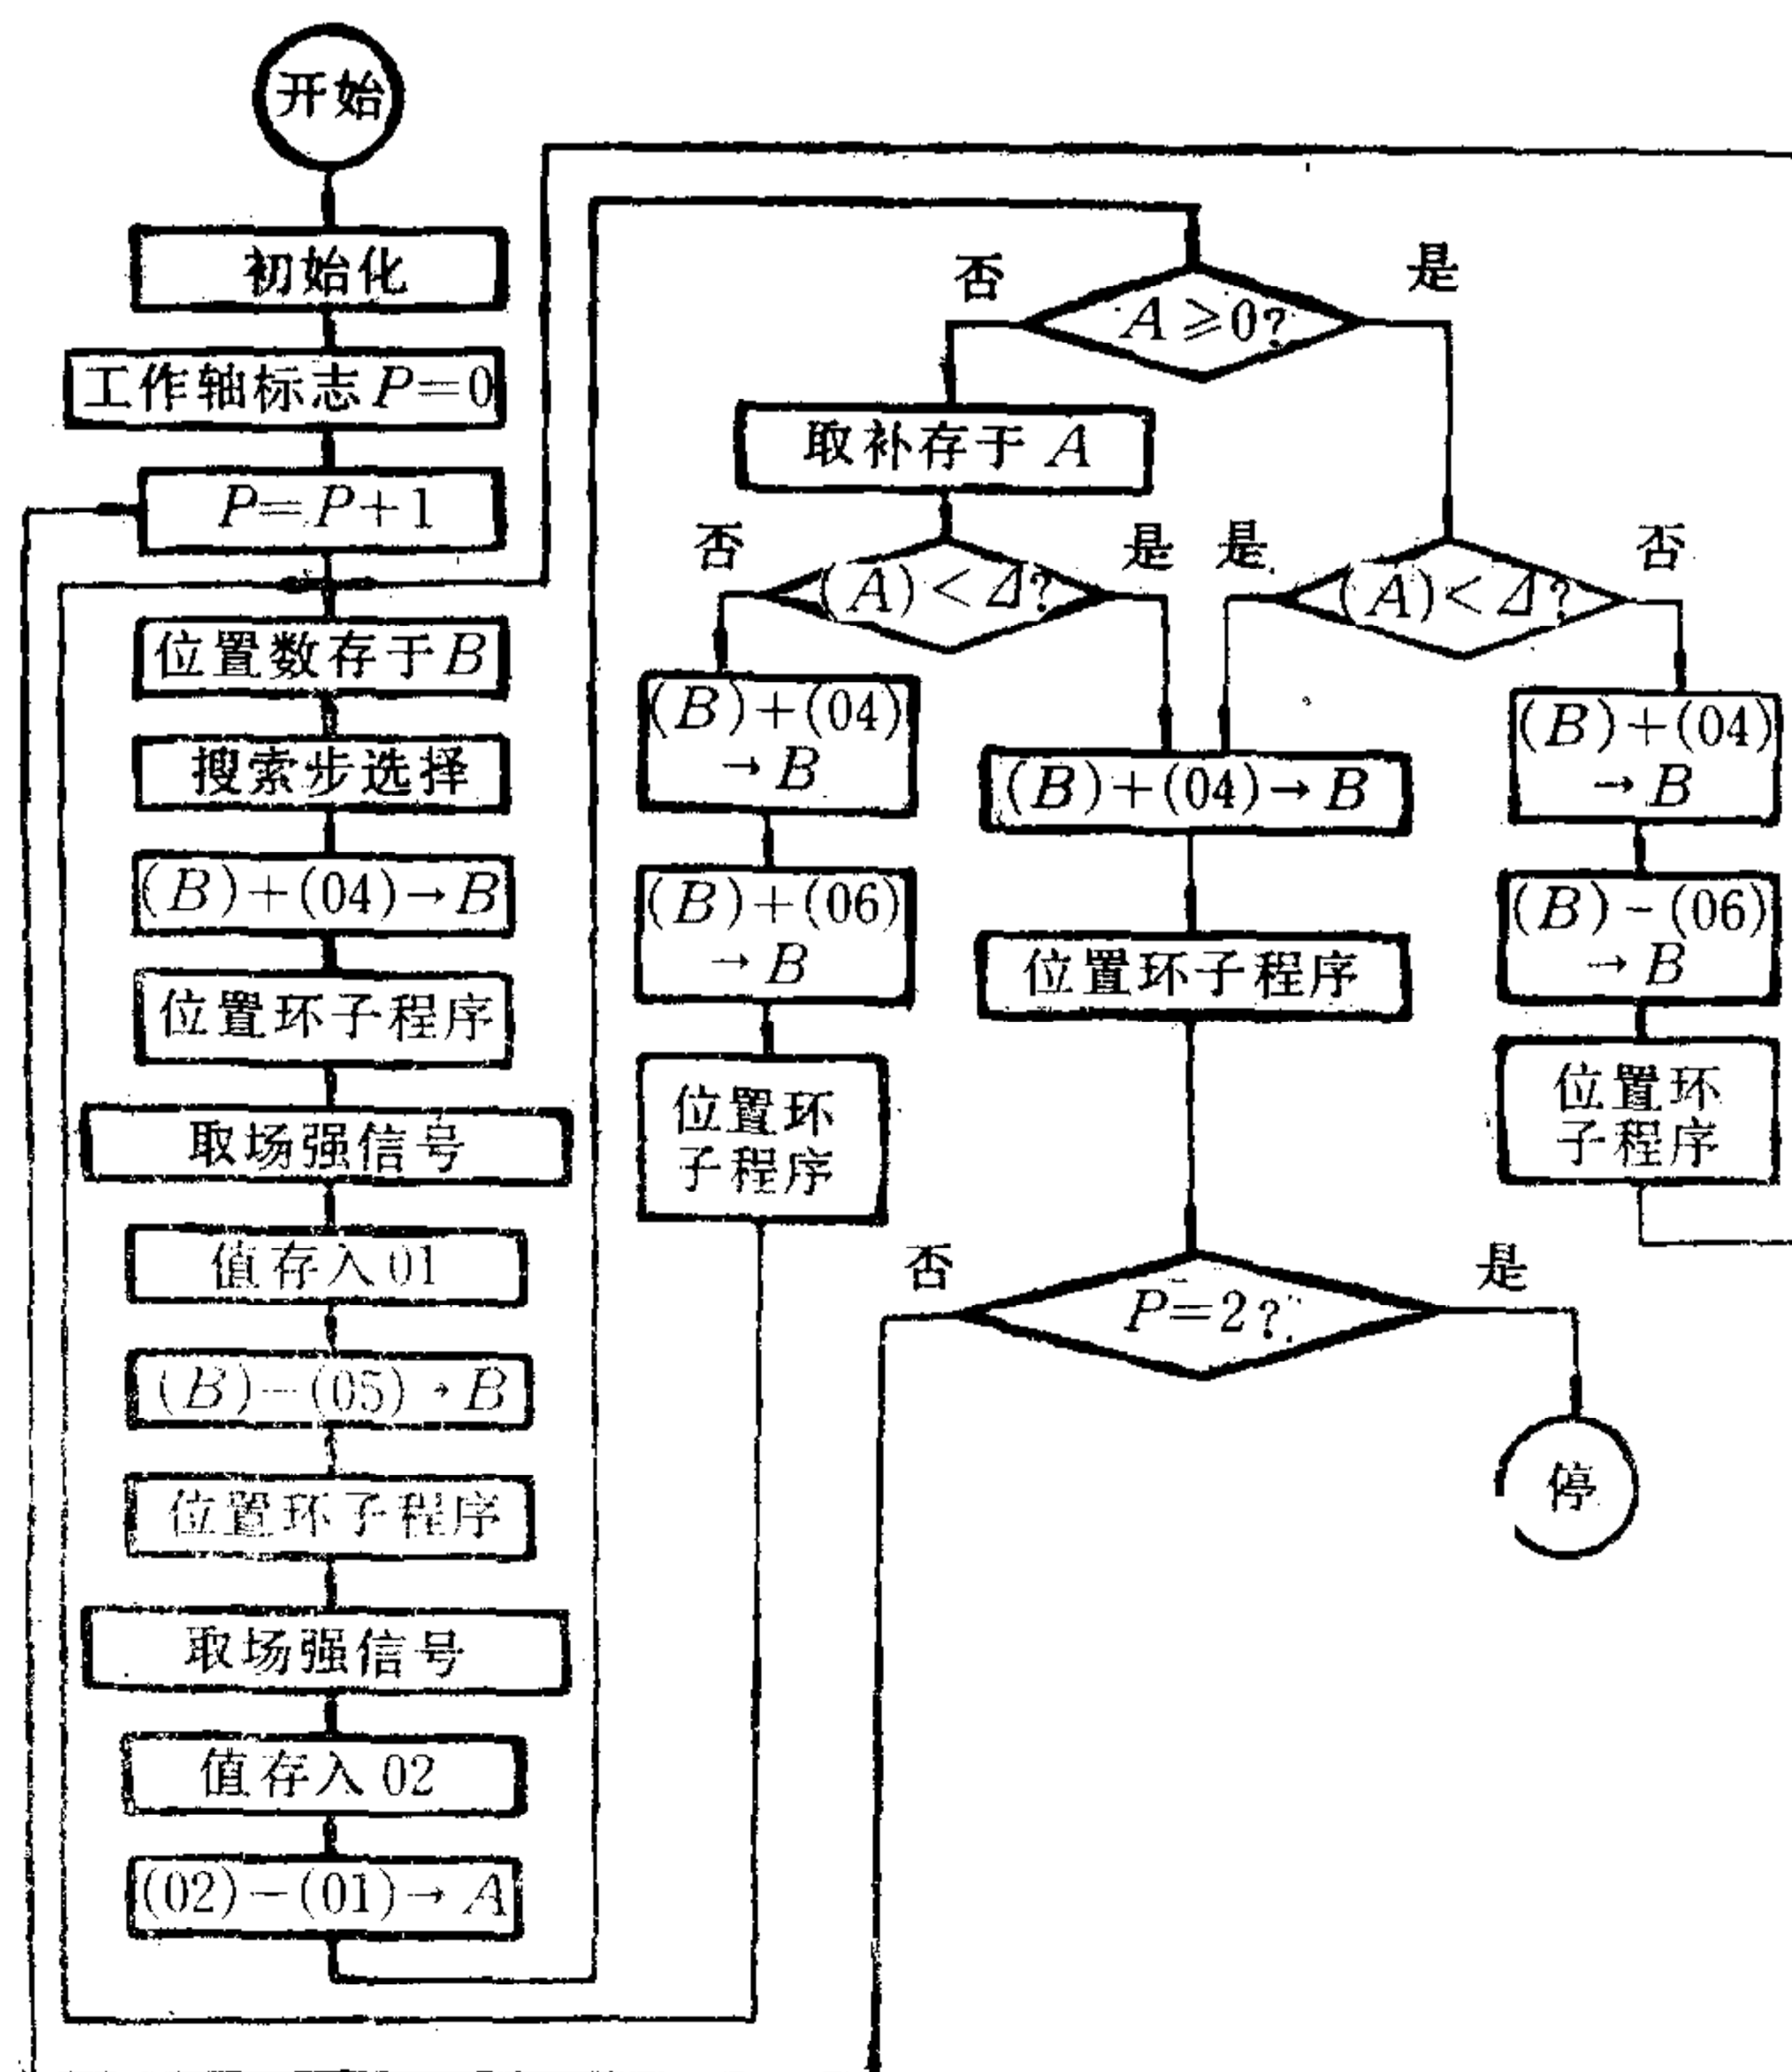 开始
初始化
工作轴标志P=0
P=P+1
位置数存于B
搜索步选择
(B)+(04)→B
位置环子程序
取场强信号
值存入01
(B)-(05)→B
位置环子程序
取场强信号
值存入02
(02)-(01)→A
A≥0?
否
是
取补存于A
(A)<Δ?
否
是
(A)<Δ?
是
否
(B)+(04)
→B
(B)+(06)
→B
位置环
子程序
(B)+(04)→B
位置环子程序
(B)+(04)
→B
(B)-(06)
→B
位置环
子程序
P=2?
否
是
停